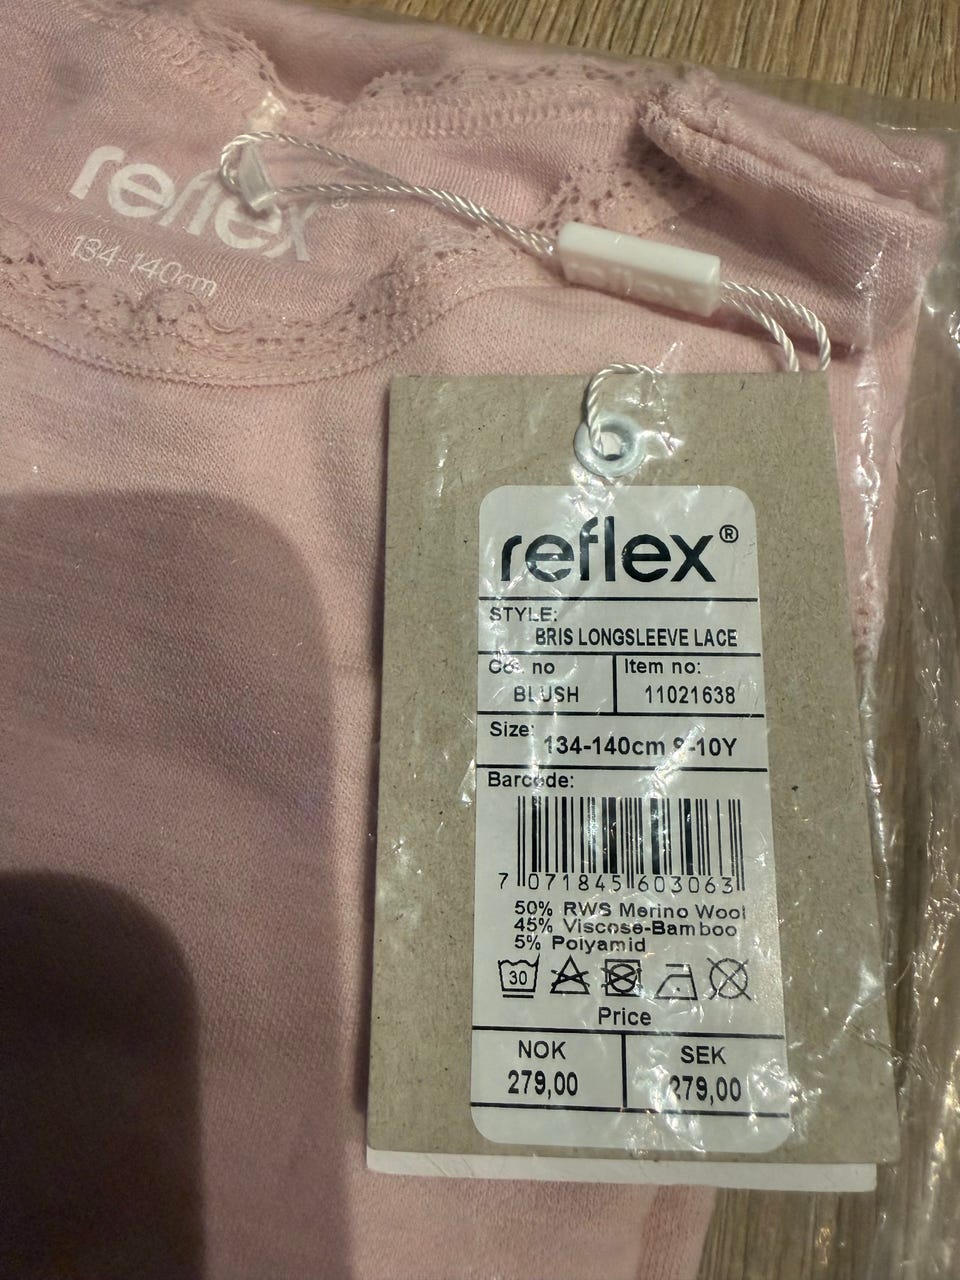 reflex
134-140cm
reflex®
STYLE:
BRIS LONGSLEEVE LACE
Col. no
Item no:
BLUSH
11021638
Size:
134-140cm 9-10Y
Barcode:
7 071845 603063
50% RWS Merino Wool
45% Viscose-Bamboo
5% Polyamid
30
Price
NOK
SEK
279,00
279,00